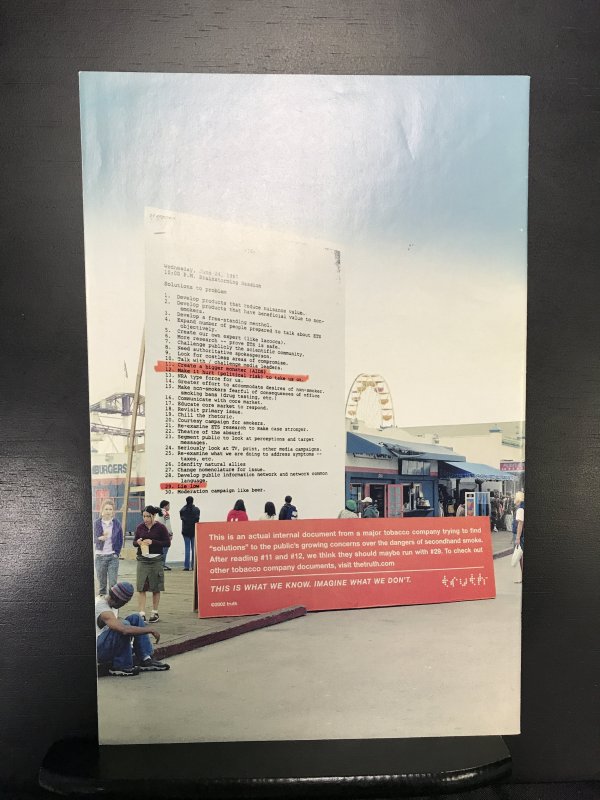 Wednesday, June 24, 1987
10:00 P.M. Brainstorming Session
Solutions to problem
1. Develop products that reduce nuisance value.
2. Develop products that have beneficial value to non-
smokers.
3. Develop a free-standing menthol.
4. Expand number of people prepared to talk about ETS
objectively.
5. Create our own expert (like Iacocca).
6. More research -- prove ETS is safe.
7. Challenge publicly the scientific community.
8. Need authoritative spokesperson.
9. Look for costless areas of compromise.
10. Talk with / challenge media leaders.
11. Create a bigger monster (AIDS).
12. Make it hurt (political risk) to take us on.
13. NRA type force for us.
14. Greater effort to accommodate desires of non-smoker.
15. Make non-smokers fearful of consequences of office
smoking bans (drug testing, etc.)
16. Communicate with core market.
17. Educate core market to respond.
18. Revisit primary issue.
19. Chill the rhetoric.
20. Courtesy campaign for smokers.
21. Re-examine ETS research to make case stronger.
22. Theatre of the absurd.
23. Segment public to look at perceptions and target
messages.
24. Seriously look at TV, print, other media campaigns.
25. Re-examine what we are doing to address symptoms --
taxes, etc.
26. Identify natural allies
27. Change nomenclature for issue.
28. Develop public information network and network common
language.
29. Lie low
30. Moderation campaign like beer.
BURGERS
This is an actual internal document from a major tobacco company trying to find
"solutions" to the public's growing concerns over the dangers of secondhand smoke.
After reading #11 and #12, we think they should maybe run with #29. To check out
other tobacco company documents, visit thetruth.com
THIS IS WHAT WE KNOW. IMAGINE WHAT WE DON'T.
©2002 truth